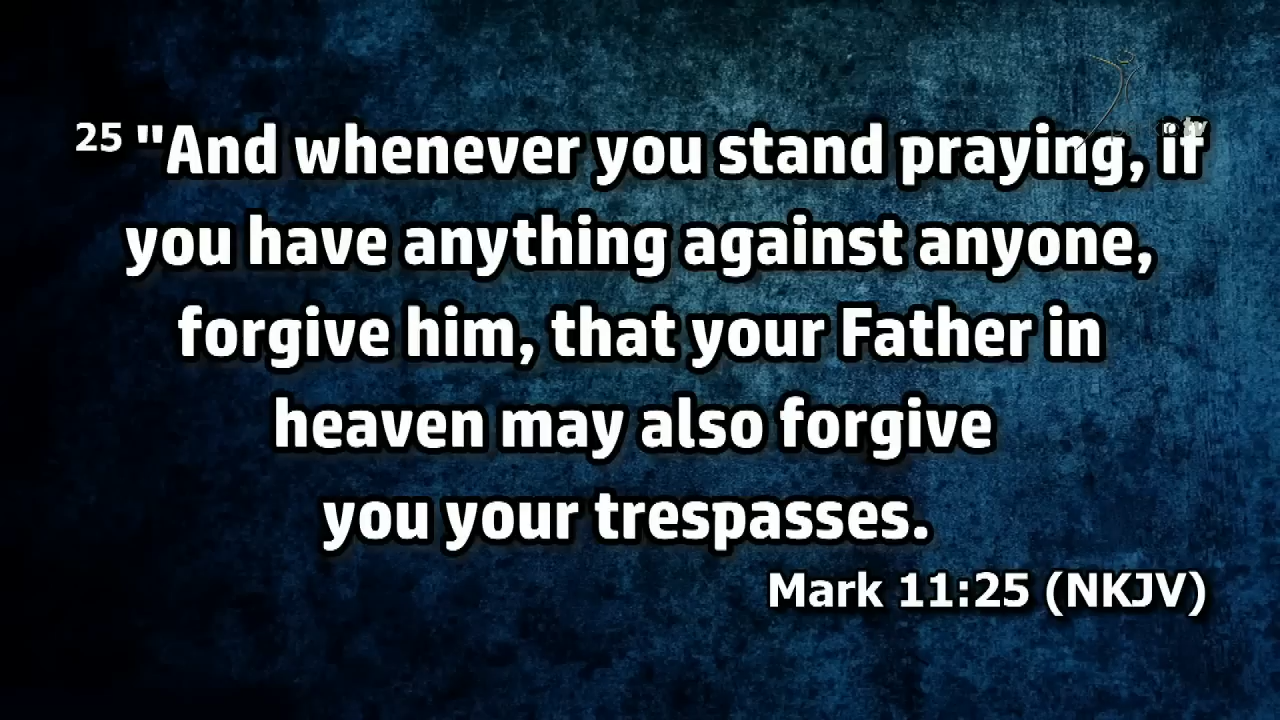 25 "And whenever you stand praying, if
you have anything against anyone,
forgive him, that your Father in
heaven may also forgive
you your trespasses.
Mark 11:25 (NKJV)